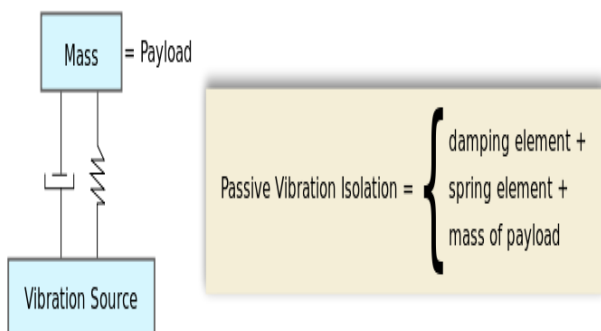 Mass = Payload
Passive Vibration Isolation =
{
damping element +
spring element +
mass of payload
Vibration Source